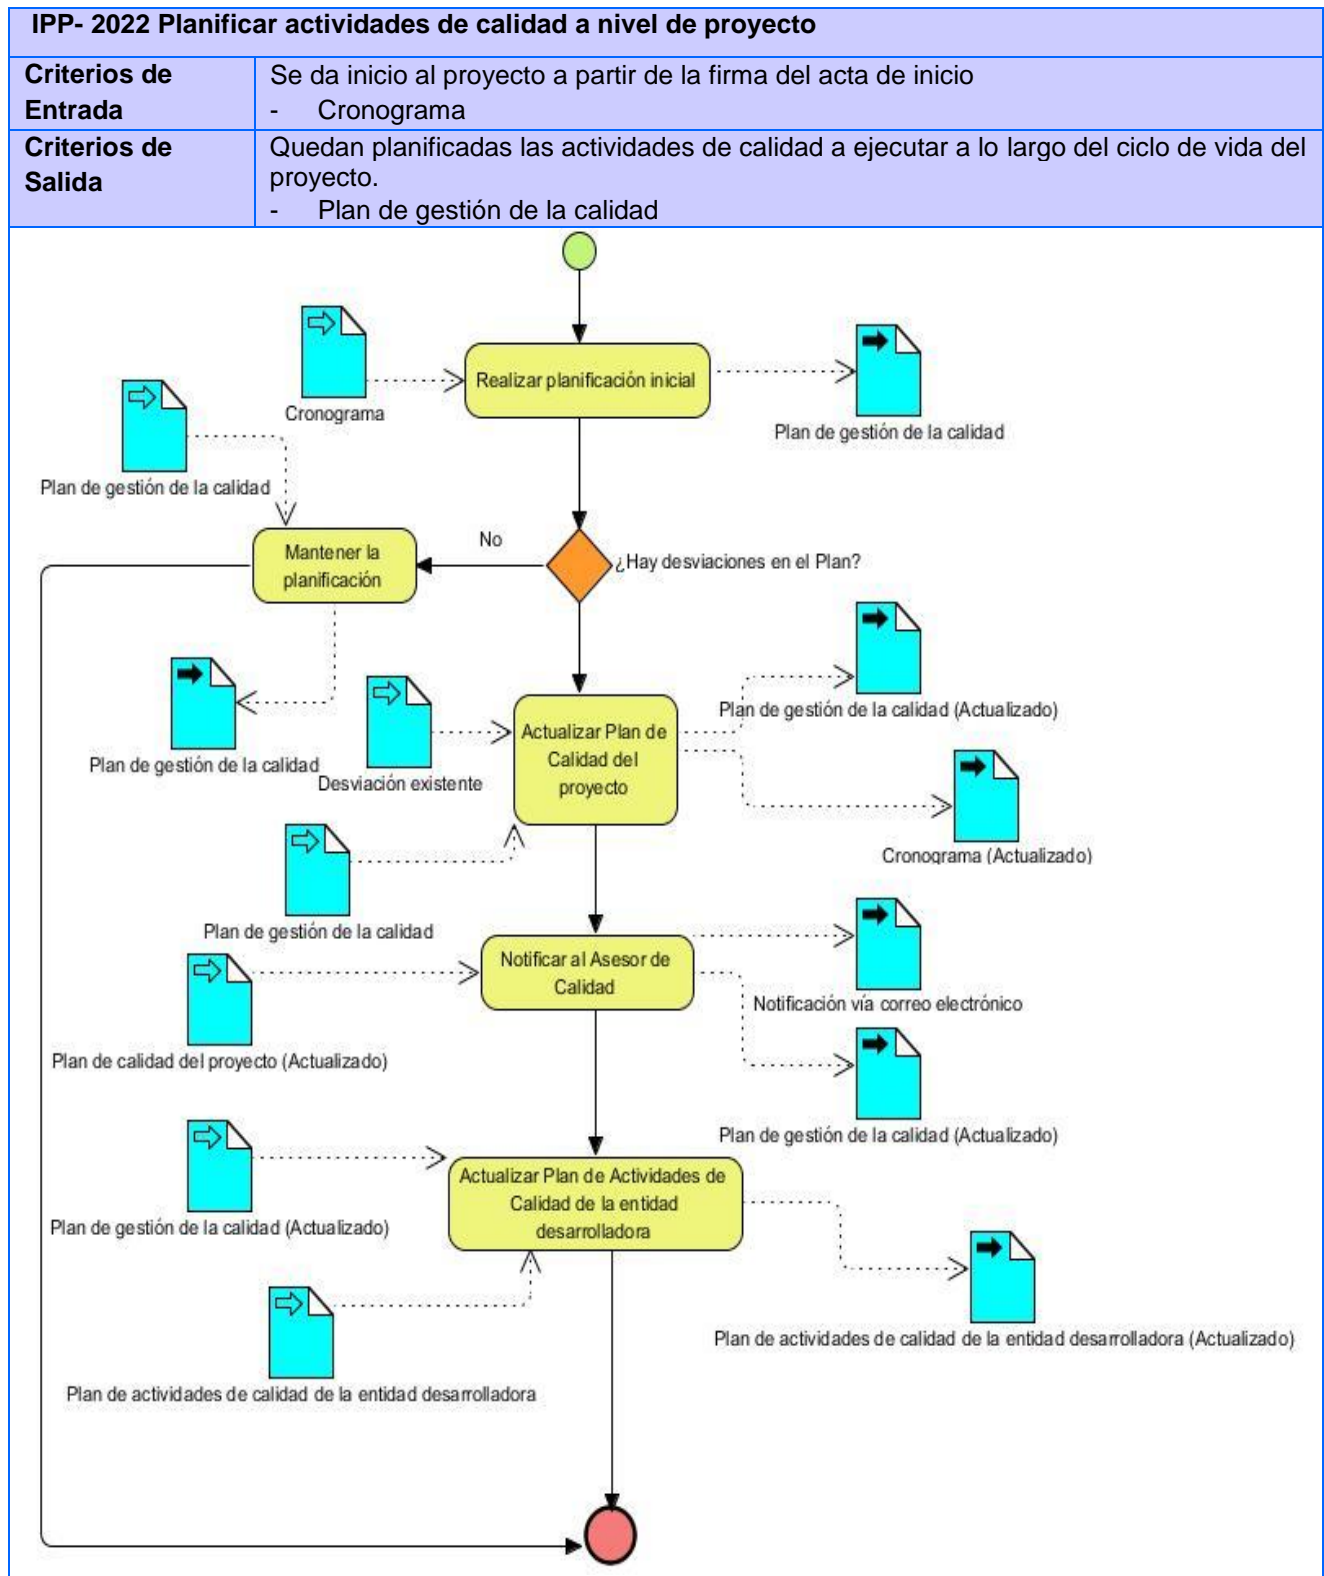 IPP- 2022 Planificar actividades de calidad a nivel de proyecto
Criterios de
Entrada
Se da inicio al proyecto a partir de la firma del acta de inicio
- Cronograma
Criterios de
Salida
Quedan planificadas las actividades de calidad a ejecutar a lo largo del ciclo de vida del
proyecto.
- Plan de gestión de la calidad
Realizar planificación inicial
Cronograma
Plan de gestión de la calidad
Plan de gestión de la calidad
Mantener la
planificación
No
¿Hay desviaciones en el Plan?
Plan de gestión de la calidad (Actualizado)
Actualizar Plan de
Calidad del
proyecto
Plan de gestión de la calidad
Desviación existente
Cronograma (Actualizado)
Plan de gestión de la calidad
Notificar al Asesor de
Calidad
Notificación vía correo electrónico
Plan de calidad del proyecto (Actualizado)
Plan de gestión de la calidad (Actualizado)
Actualizar Plan de Actividades de
Calidad de la entidad
desarrolladora
Plan de gestión de la calidad (Actualizado)
Plan de actividades de calidad de la entidad desarrolladora (Actualizado)
Plan de actividades de calidad de la entidad desarrolladora